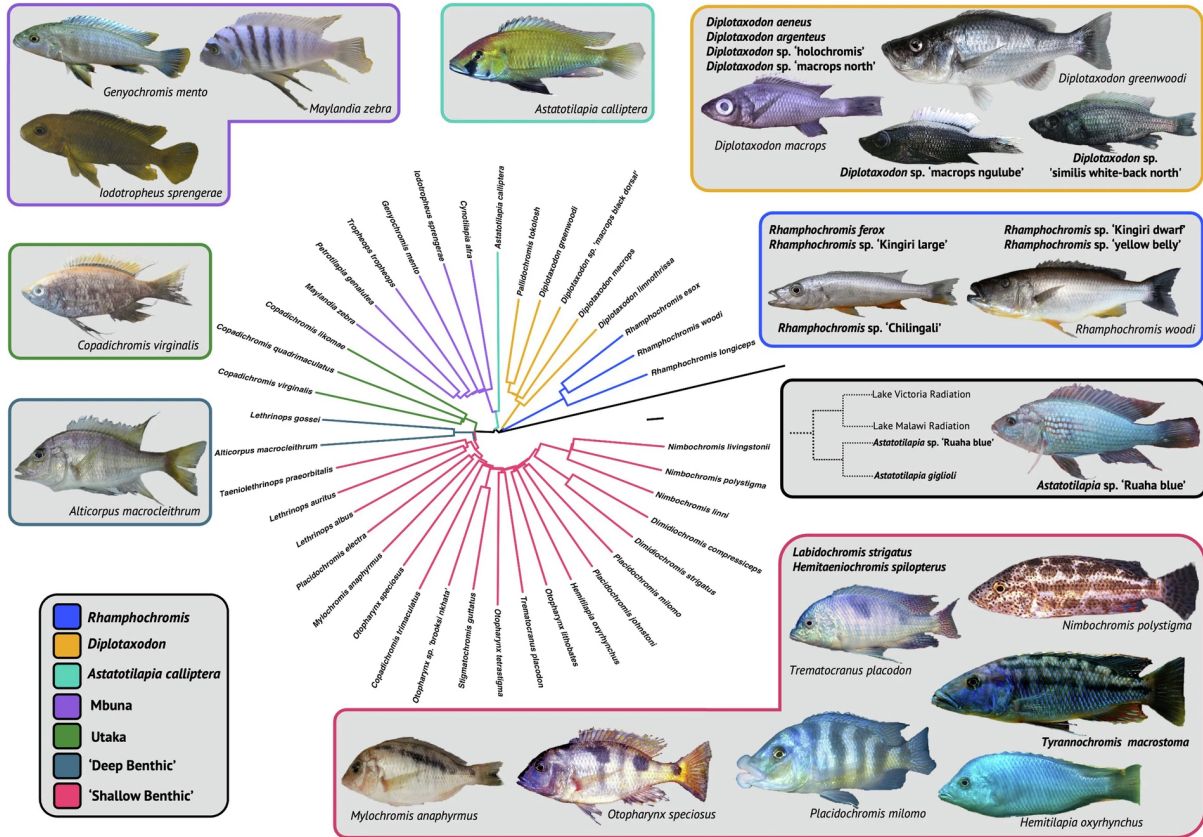 Genyochromis mento
Maylandia zebra
Iodotropheus sprengerae
Astatotilapia calliptera
Diplotaxodon aeneus
Diplotaxodon argenteus
Diplotaxodon sp. ‘holochromis’
Diplotaxodon sp. ‘macrops north’
Diplotaxodon greenwoodi
Diplotaxodon macrops
Diplotaxodon sp. ‘macrops ngulube’
Diplotaxodon sp.
‘similis white-back north’
Copadichromis virginalis
Alticorpus macrocleithrum
Rhamphochromis ferox
Rhamphochromis sp. ‘Kingiri large’
Rhamphochromis sp. ‘Kingiri dwarf’
Rhamphochromis sp. ‘yellow belly’
Rhamphochromis sp. ‘Chilingali’
Rhamphochromis woodi
Lake Victoria Radiation
Lake Malawi Radiation
Astatotilapia sp. ‘Ruaha blue’
Astatotilapia giglioli
Astatotilapia sp. ‘Ruaha blue’
Lethrinops gossei
Copadichromis virginalis
Copadichromis quadrimaculatus
Copadichromis likomae
Maylandia zebra
Petrotilapia genalutea
Tropheops tropheops
Genyochromis mento
Iodotropheus sprengerae
Cynotilapia afra
Astatotilapia calliptera
Pallidochromis tokolosh
Diplotaxodon greenwoodi
Diplotaxodon sp. 'macrops black dorsal'
Diplotaxodon macrops
Diplotaxodon limnothrissa
Rhamphochromis esox
Rhamphochromis woodi
Rhamphochromis longiceps
Nimbochromis livingstonii
Nimbochromis polystigma
Nimbochromis linni
Dimidiochromis compressiceps
Dimidiochromis strigatus
Placidochromis milomo
Placidochromis johnstoni
Hemitilapia oxyrhynchus
Otopharynx lithobates
Trematocranus placodon
Otopharynx tetrastigma
Stigmatochromis guttatus
Otopharynx sp. 'brooksi nkhata'
Copadichromis trimaculatus
Otopharynx speciosus
Mylochromis anaphyrmus
Placidochromis electra
Lethrinops albus
Lethrinops auritus
Taeniolethrinops praeorbitalis
Alticorpus macrocleithrum
Rhamphochromis
Diplotaxodon
Astatotilapia calliptera
Mbuna
Utaka
‘Deep Benthic’
‘Shallow Benthic’
Labidochromis strigatus
Hemitaeniochromis spilopterus
Nimbochromis polystigma
Trematocranus placodon
Tyrannochromis macrostoma
Mylochromis anaphyrmus
Otopharynx speciosus
Placidochromis milomo
Hemitilapia oxyrhynchus